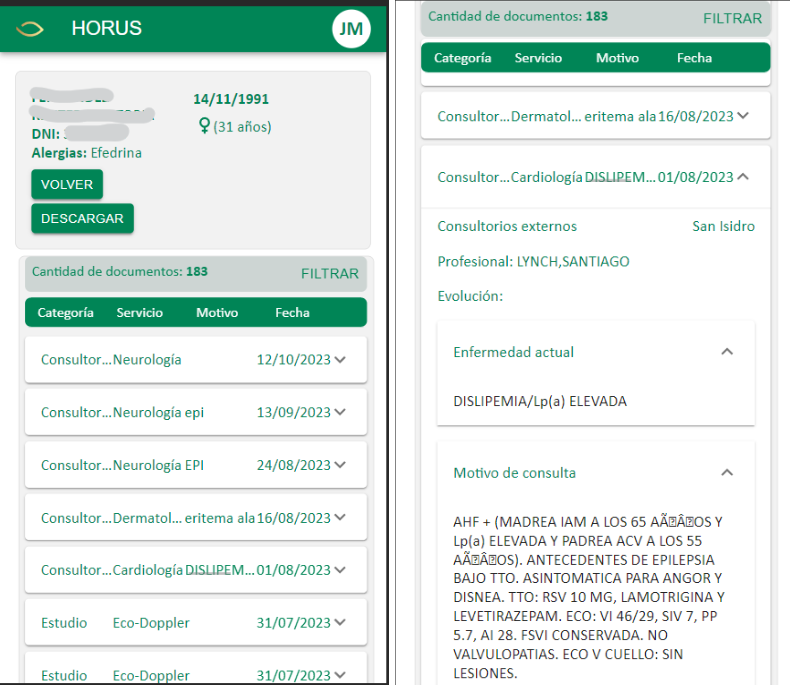 HORUS
JM
14/11/1991
(31 años)
DNI:
Alergias: Efedrina
VOLVER
DESCARGAR
Cantidad de documentos: 183
FILTRAR
Categoría Servicio Motivo Fecha
Consultor... Neurología 12/10/2023
Consultor... Neurología epi 13/09/2023
Consultor... Neurología EPI 24/08/2023
Consultor... Dermatol... eritema ala 16/08/2023
Consultor... Cardiología DISLIPEM... 01/08/2023
Estudio Eco-Doppler 31/07/2023
Estudio Eco-Doppler 31/07/2023
Cantidad de documentos: 183
FILTRAR
Categoría Servicio Motivo Fecha
Consultor... Dermatol... eritema ala 16/08/2023
Consultor... Cardiología DISLIPEM... 01/08/2023
Consultorios externos San Isidro
Profesional: LYNCH,SANTIAGO
Evolución:
Enfermedad actual
DISLIPEMIA/Lp(a) ELEVADA
Motivo de consulta
AHF + (MADREA IAM A LOS 65 AÃÂOS Y
Lp(a) ELEVADA Y PADREA ACV A LOS 55
AÃÂOS). ANTECEDENTES DE EPILEPSIA
BAJO TTO. ASINTOMATICA PARA ANGOR Y
DISNEA. TTO: RSV 10 MG, LAMOTRIGINA Y
LEVETIRAZEPAM. ECO: VI 46/29, SIV 7, PP
5.7, AI 28. FSVI CONSERVADA. NO
VALVULOPATIAS. ECO V CUELLO: SIN
LESIONES.